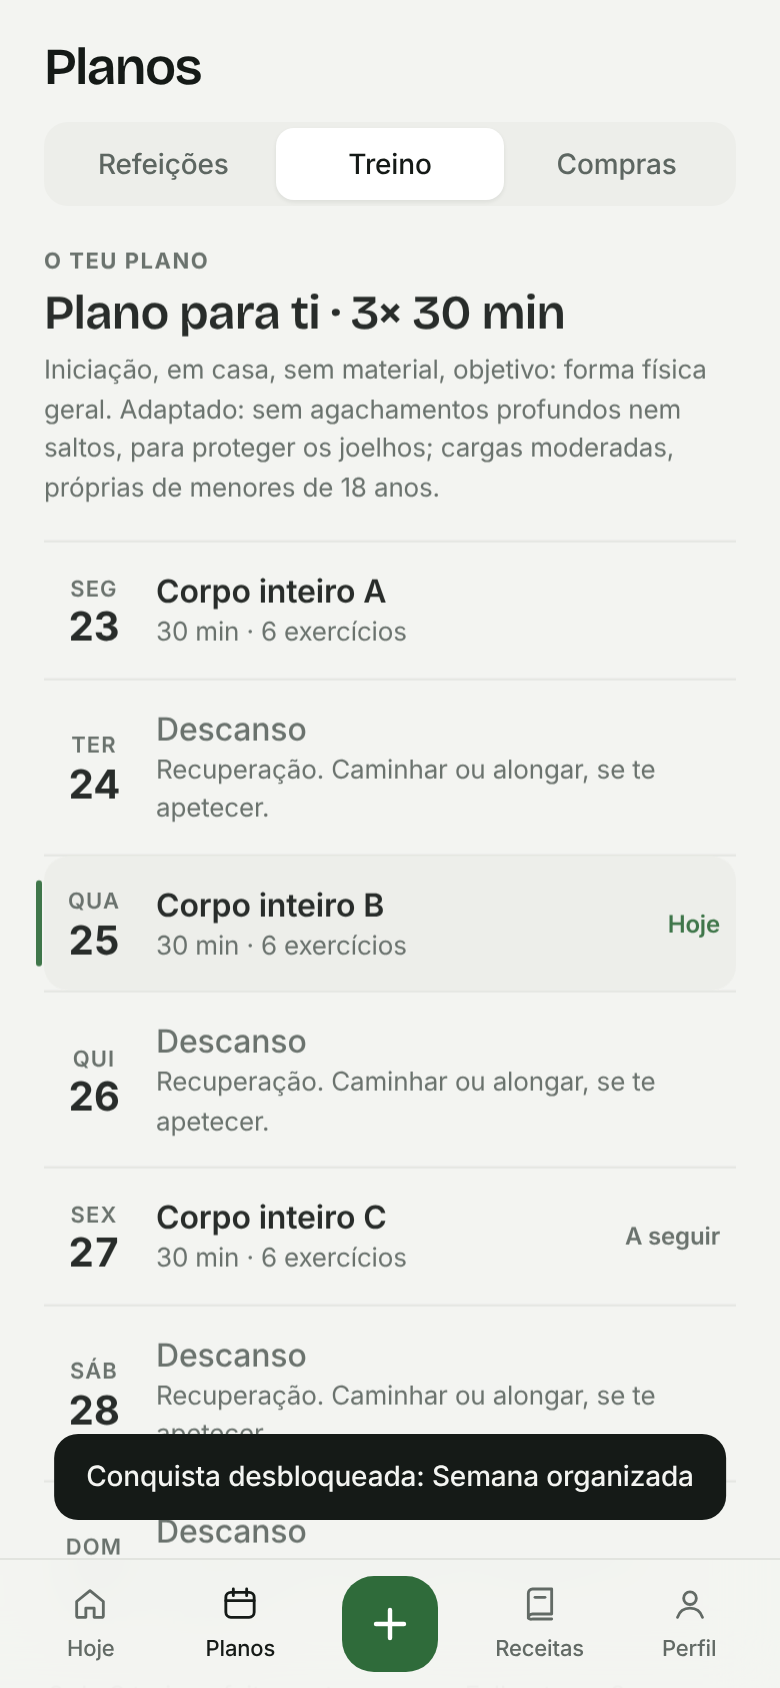 Planos
Refeições
Treino
Compras
O TEU PLANO
Plano para ti · 3× 30 min
Iniciação, em casa, sem material, objetivo: forma física
geral. Adaptado: sem agachamentos profundos nem
saltos, para proteger os joelhos; cargas moderadas,
próprias de menores de 18 anos.
SEG
23
Corpo inteiro A
30 min · 6 exercícios
TER
24
Descanso
Recuperação. Caminhar ou alongar, se te
apetecer.
QUA
25
Corpo inteiro B
30 min · 6 exercícios
Hoje
QUI
26
Descanso
Recuperação. Caminhar ou alongar, se te
apetecer.
SEX
27
Corpo inteiro C
30 min · 6 exercícios
A seguir
SÁB
28
Descanso
Recuperação. Caminhar ou alongar, se te
apetecer.
Conquista desbloqueada: Semana organizada
DOM
Descanso
Hoje
Planos
Receitas
Perfil